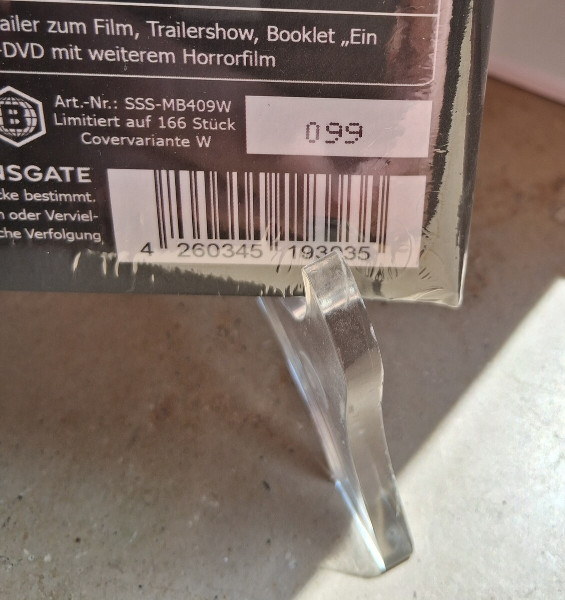 ailer zum Film, Trailershow, Booklet „Ein
-DVD mit weiterem Horrorfilm
B
Art.-Nr.: SSS-MB409W
Limitiert auf 166 Stück
Covervariante W
099
NSGATE
cke bestimmt.
n oder Verviel-
che Verfolgung
4 260345 193035